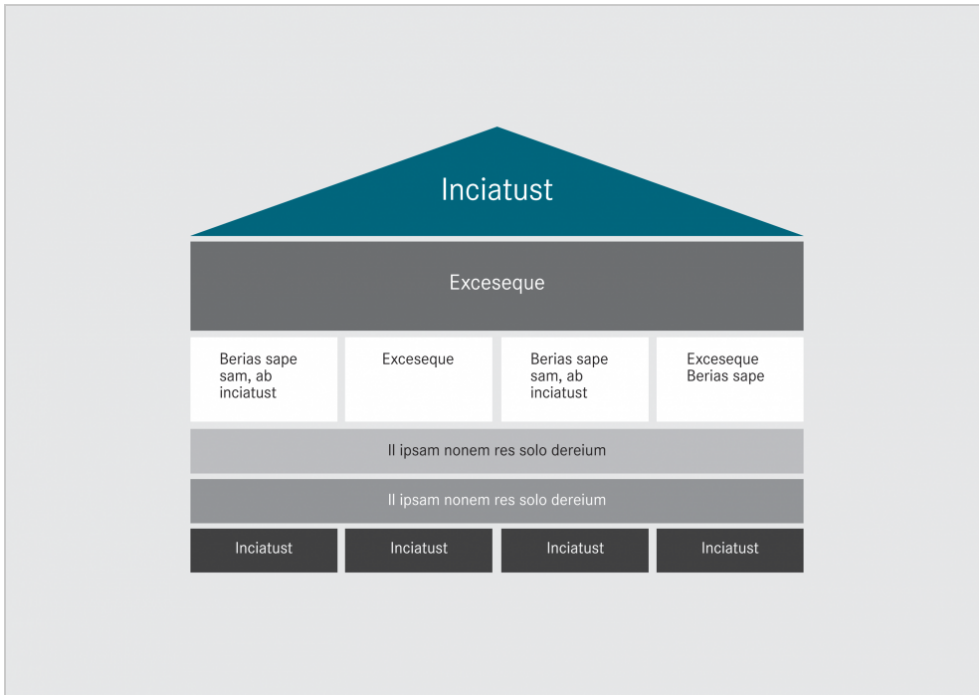 Inciatust
Exceseque
Berias sape
sam, ab
inciatust
Exceseque
Berias sape
sam, ab
inciatust
Exceseque
Berias sape
Il ipsam nonem res solo dereium
Il ipsam nonem res solo dereium
Inciatust
Inciatust
Inciatust
Inciatust